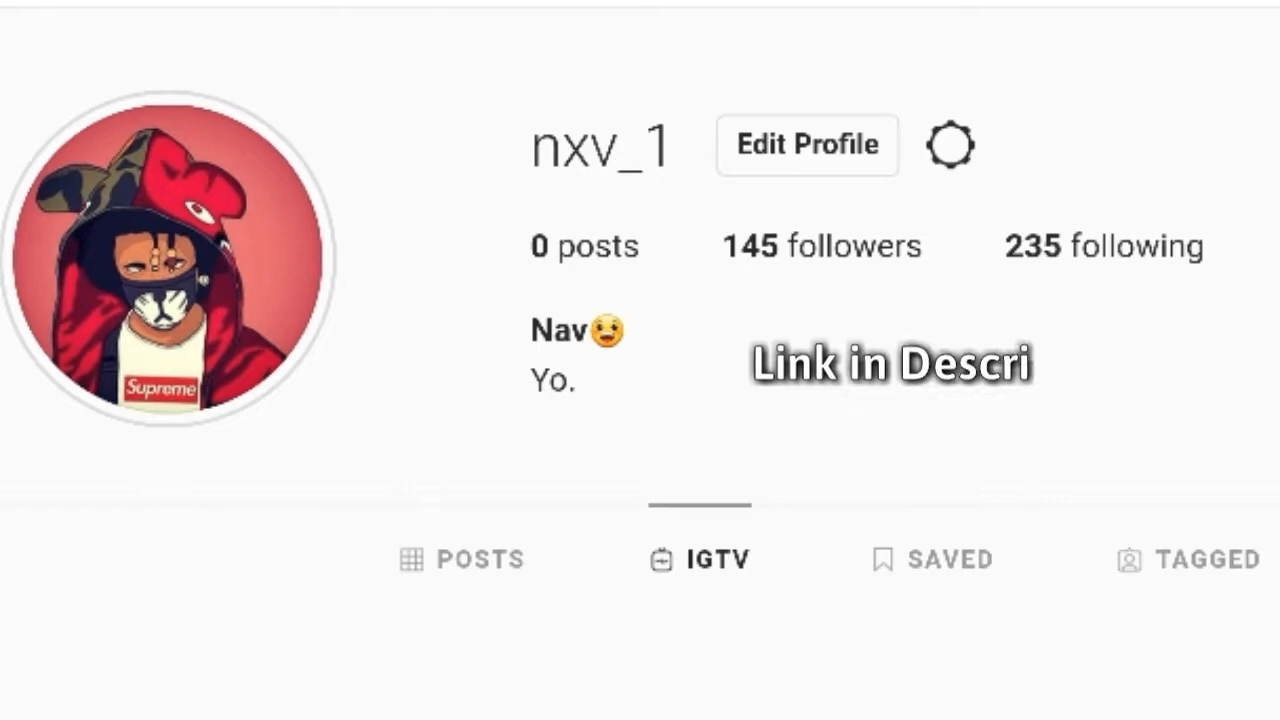 nxv_1 Edit Profile
0 posts 145 followers 235 following
Nav😀
Yo.
Link in Descri
Supreme
POSTS IGTV SAVED TAGGED